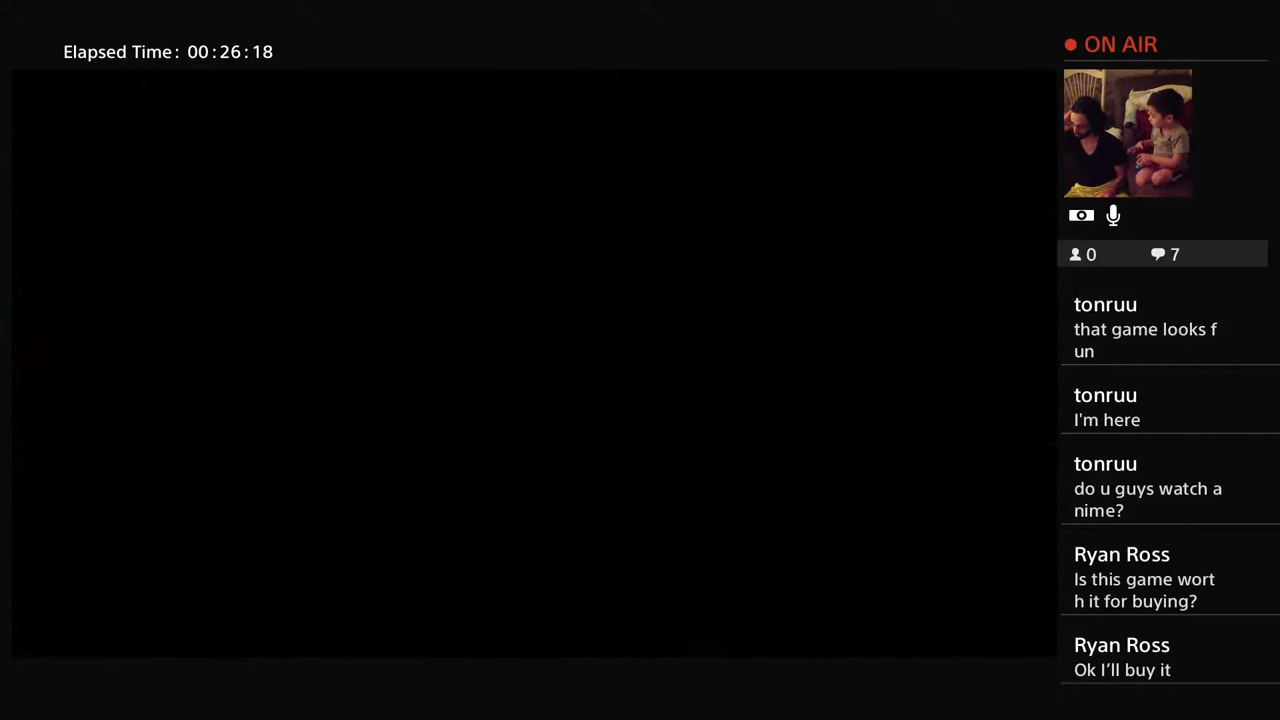 Elapsed Time: 00:26:18
ON AIR
0
7
tonruu
that game looks f
un
tonruu
I'm here
tonruu
do u guys watch a
nime?
Ryan Ross
Is this game wort
h it for buying?
Ryan Ross
Ok I’ll buy it